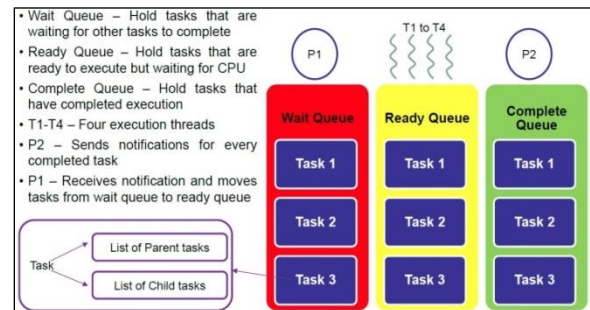 • Wait Queue – Hold tasks that are
waiting for other tasks to complete
• Ready Queue – Hold tasks that are
ready to execute but waiting for CPU
• Complete Queue – Hold tasks that
have completed execution
• T1-T4 – Four execution threads
• P2 – Sends notifications for every
completed task
• P1 – Receives notification and moves
tasks from wait queue to ready queue
Task
List of Parent tasks
List of Child tasks
P1
T1 to T4
P2
Wait Queue
Task 1
Task 2
Task 3
Ready Queue
Task 1
Task 2
Task 3
Complete
Queue
Task 1
Task 2
Task 3